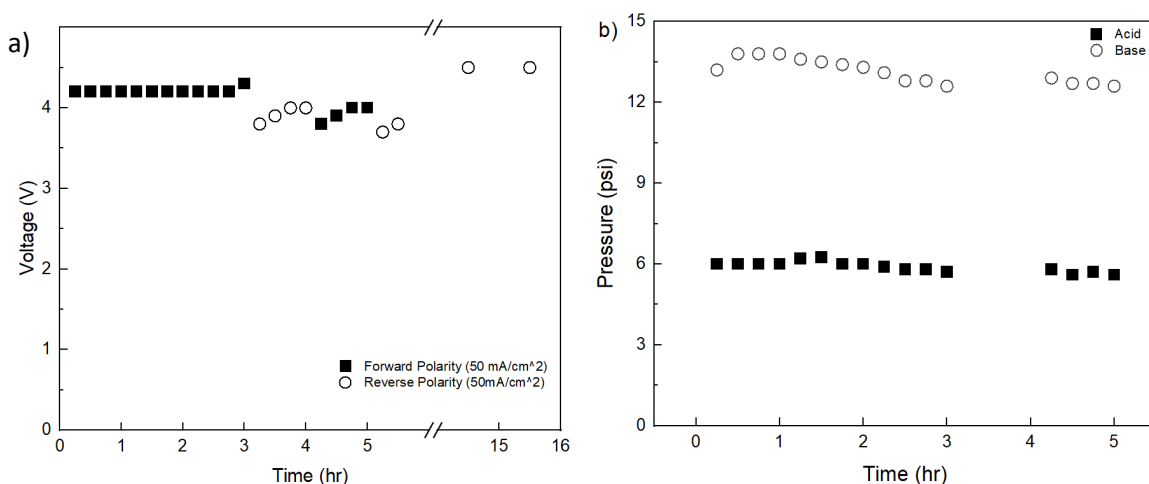 a)
Voltage (V)
4
4
2
2
0
Forward Polarity (50 mA/cm^2)
Reverse Polarity (50mA/cm^2)
0 1 2 3 4 5 15 16
Time (hr)
b)
Acid
Base
Pressure (psi)
15
12
9
6
3
0
0 1 2 3 4 5
Time (hr)